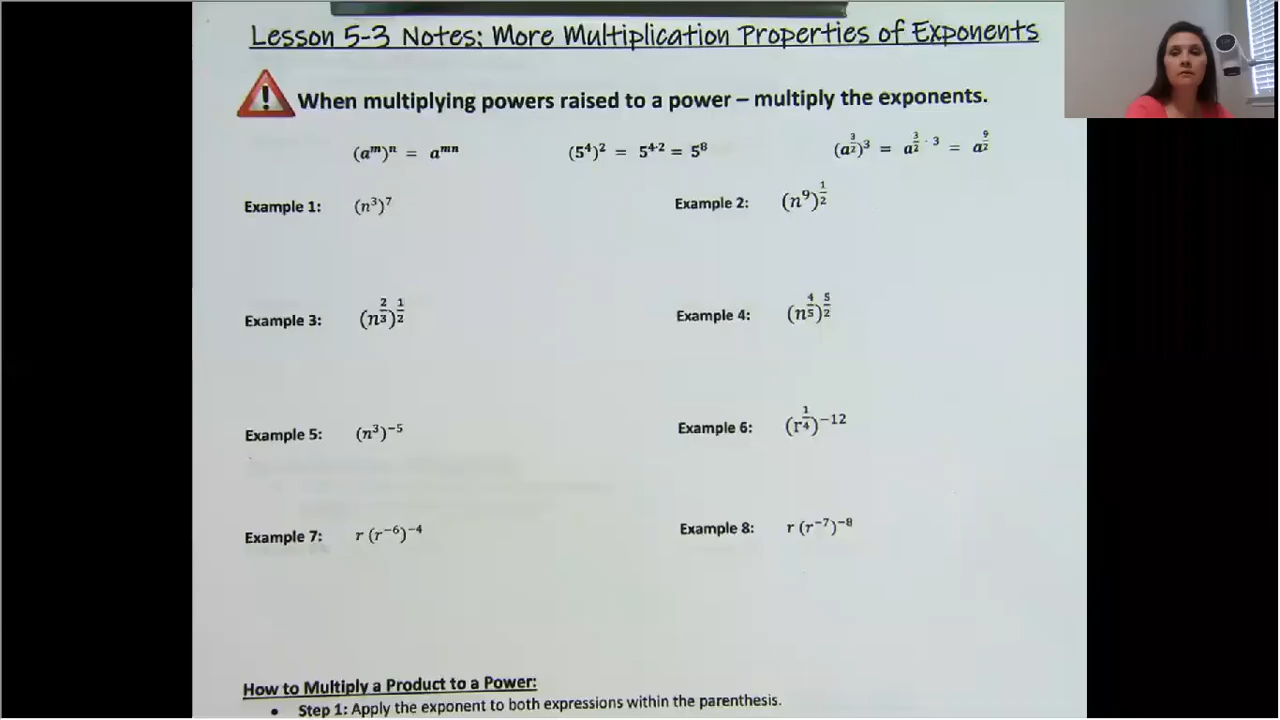 Lesson 5-3 Notes: More Multiplication Properties of Exponents
When multiplying powers raised to a power – multiply the exponents.
(a^m)^n = a^{mn} (5^4)^2 = 5^{4·2} = 5^8 (a^{3/2})^3 = a^{3/2 · 3} = a^{9/2}
Example 1: (n^3)^7 Example 2: (n^9)^{1/2}
Example 3: (n^{2/3})^{1/2} Example 4: (n^{4/5})^{5/2}
Example 5: (n^3)^{-5} Example 6: (r^{1/4})^{-12}
Example 7: r (r^{-6})^{-4} Example 8: r (r^{-7})^{-8}
How to Multiply a Product to a Power:
• Step 1: Apply the exponent to both expressions within the parenthesis.